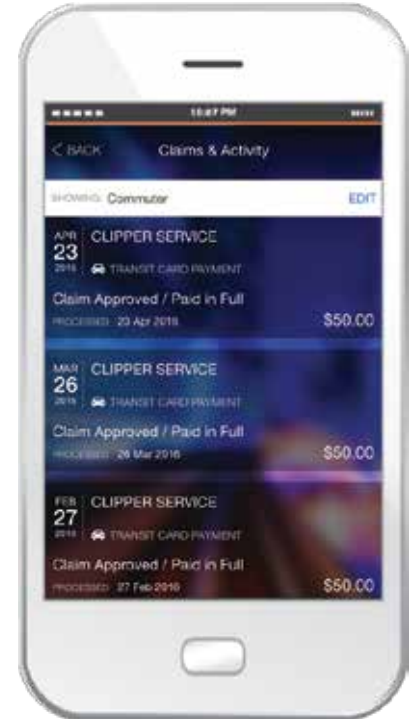 10:47 PM
< BACK
Claims & Activity
SHOWING: Commuter
EDIT
APR
23
2016
CLIPPER SERVICE
TRANSIT CARD PAYMENT
Claim Approved / Paid in Full
PROCESSED: 23 Apr 2016
$50.00
MAR
26
2016
CLIPPER SERVICE
TRANSIT CARD PAYMENT
Claim Approved / Paid in Full
PROCESSED: 26 Mar 2016
$50.00
FEB
27
2016
CLIPPER SERVICE
TRANSIT CARD PAYMENT
Claim Approved / Paid in Full
PROCESSED: 27 Feb 2016
$50.00